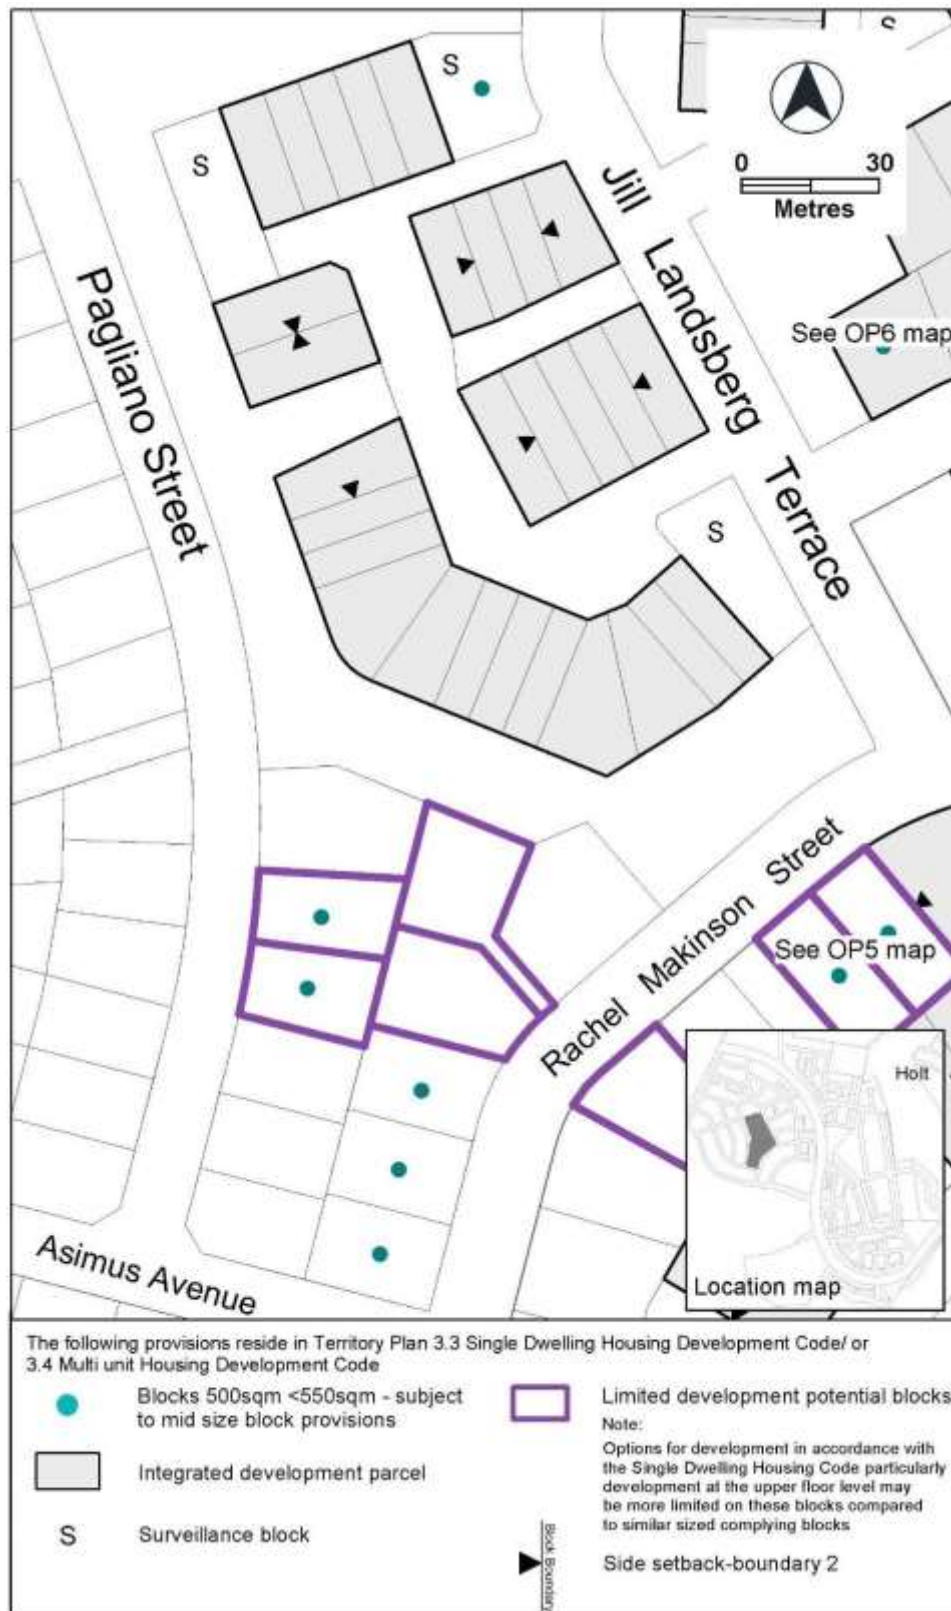 S
S
0 30
Metres
S
Jill Landsberg Terrace
Pagliano Street
See OP6 map
S
Rachel Makinson Street
See OP5 map
Holt
Asimus Avenue
Location map
The following provisions reside in Territory Plan 3.3 Single Dwelling Housing Development Code/ or
3.4 Multi unit Housing Development Code
Blocks 500sqm <550sqm - subject
to mid size block provisions
Integrated development parcel
S Surveillance block
Limited development potential blocks
Note:
Options for development in accordance with
the Single Dwelling Housing Code particularly
development at the upper floor level may
be more limited on these blocks compared
to similar sized complying blocks
Block Boundary
Side setback-boundary 2